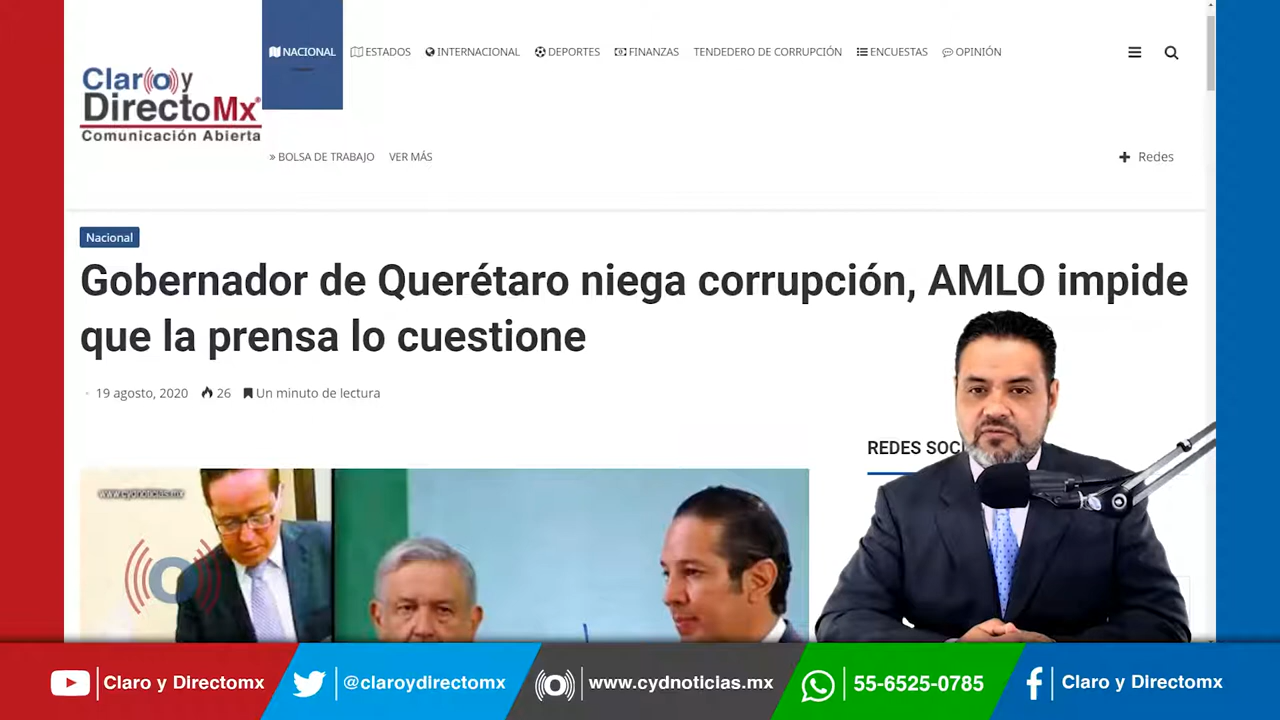 NACIONAL
ESTADOS
INTERNACIONAL
DEPORTES
FINANZAS
TENDEDERO DE CORRUPCIÓN
ENCUESTAS
OPINIÓN
Claro y
DirectoMx
Comunicación Abierta
» BOLSA DE TRABAJO
VER MÁS
+ Redes
Nacional
Gobernador de Querétaro niega corrupción, AMLO impide
que la prensa lo cuestione
- 19 agosto, 2020
26
Un minuto de lectura
REDES SOCI
www.cydnoticias.mx
Claro y Directomx
@claroydirectomx
www.cydnoticias.mx
55-6525-0785
Claro y DIrectomx